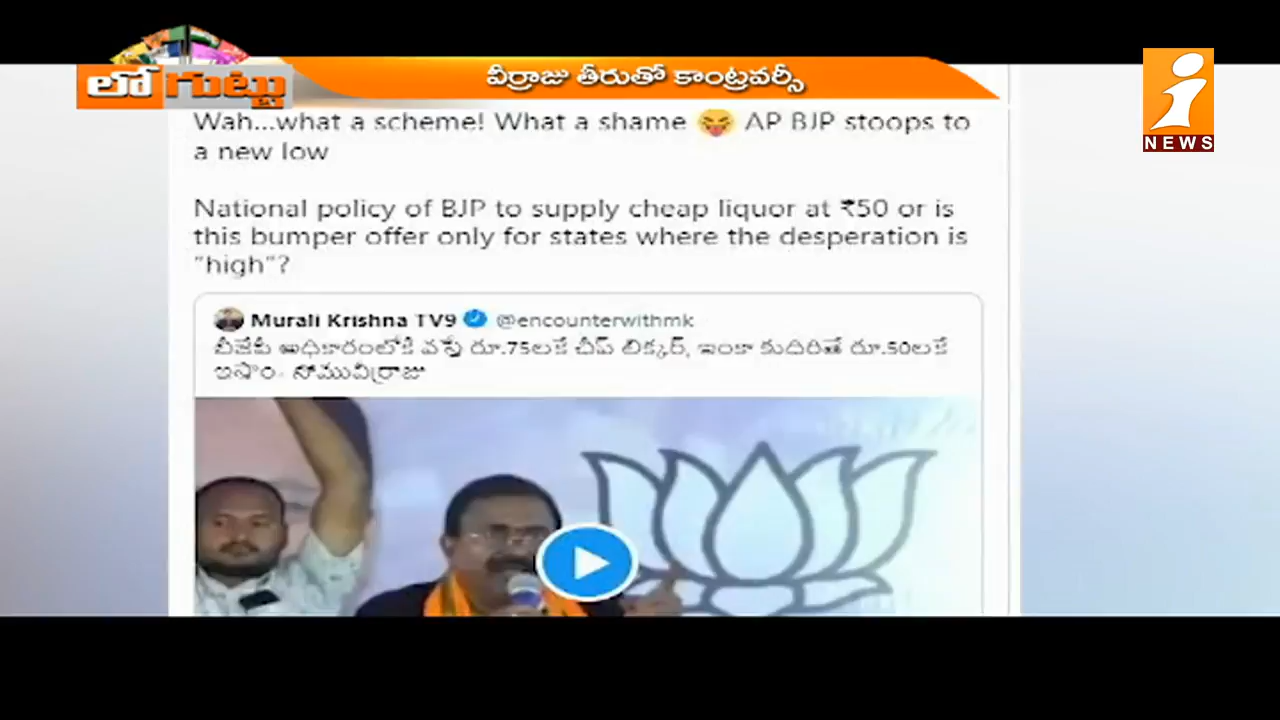 లోగుట్టు
వీర్రాజు తీరుతో కాంట్రవర్సీ
i
NEWS
Wah...what a scheme! What a shame 😝 AP BJP stoops to
a new low
National policy of BJP to supply cheap liquor at ₹50 or is
this bumper offer only for states where the desperation is
"high"?
Murali Krishna TV9 @encounterwithmk
బీజేపీ అధికారంలోకి వస్తే రూ.75లకే చీప్ లిక్కర్, ఇంకా కుదిరితే రూ.50లకే
ఇస్తాం- సోమువీర్రాజు